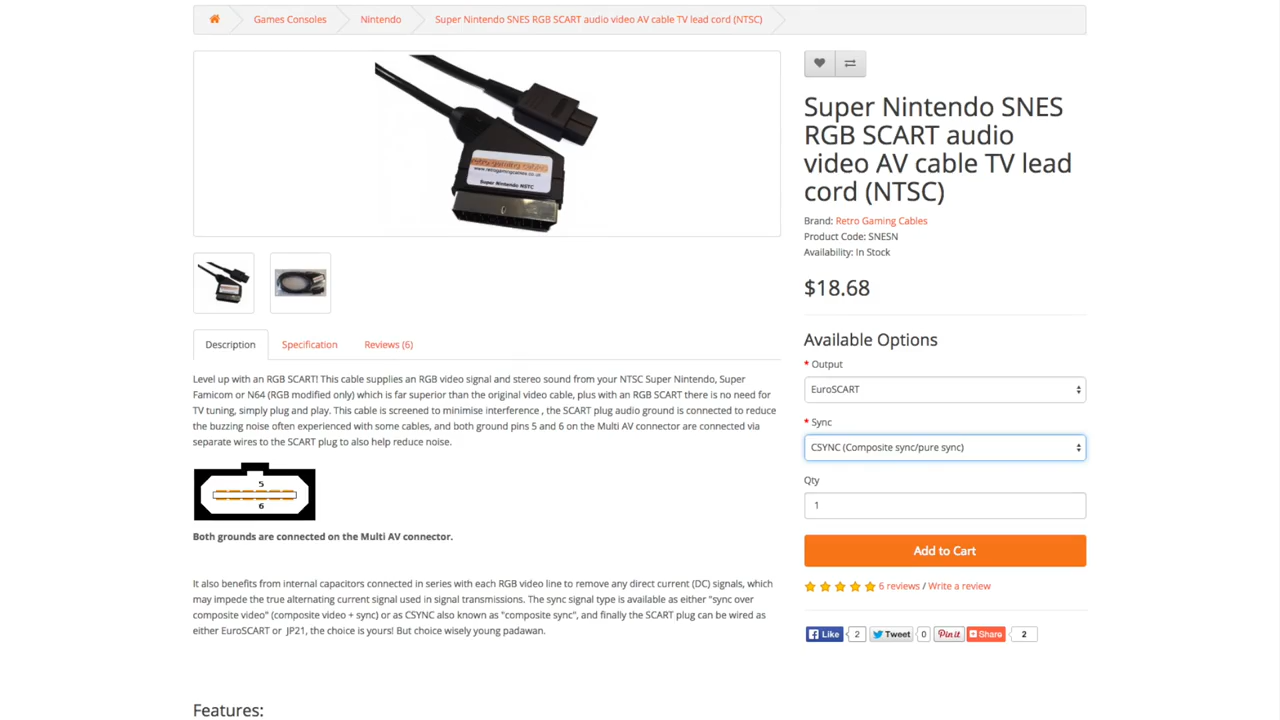 Games Consoles
Nintendo
Super Nintendo SNES RGB SCART audio video AV cable TV lead cord (NTSC)
retro gaming cables
www.retrogamingcables.co.uk
Super Nintendo NSTC
Super Nintendo SNES
RGB SCART audio
video AV cable TV lead
cord (NTSC)
Brand: Retro Gaming Cables
Product Code: SNESN
Availability: In Stock
$18.68
Available Options
* Output
EuroSCART
* Sync
CSYNC (Composite sync/pure sync)
Qty
1
Add to Cart
6 reviews / Write a review
Like
2
Tweet
0
Pin it
Share
2
Description
Specification
Reviews (6)
Level up with an RGB SCART! This cable supplies an RGB video signal and stereo sound from your NTSC Super Nintendo, Super
Famicom or N64 (RGB modified only) which is far superior than the original video cable, plus with an RGB SCART there is no need for
TV tuning, simply plug and play. This cable is screened to minimise interference , the SCART plug audio ground is connected to reduce
the buzzing noise often experienced with some cables, and both ground pins 5 and 6 on the Multi AV connector are connected via
separate wires to the SCART plug to also help reduce noise.
5
6
Both grounds are connected on the Multi AV connector.
It also benefits from internal capacitors connected in series with each RGB video line to remove any direct current (DC) signals, which
may impede the true alternating current signal used in signal transmissions. The sync signal type is available as either "sync over
composite video" (composite video + sync) or as CSYNC also known as "composite sync", and finally the SCART plug can be wired as
either EuroSCART or JP21, the choice is yours! But choice wisely young padawan.
Features: